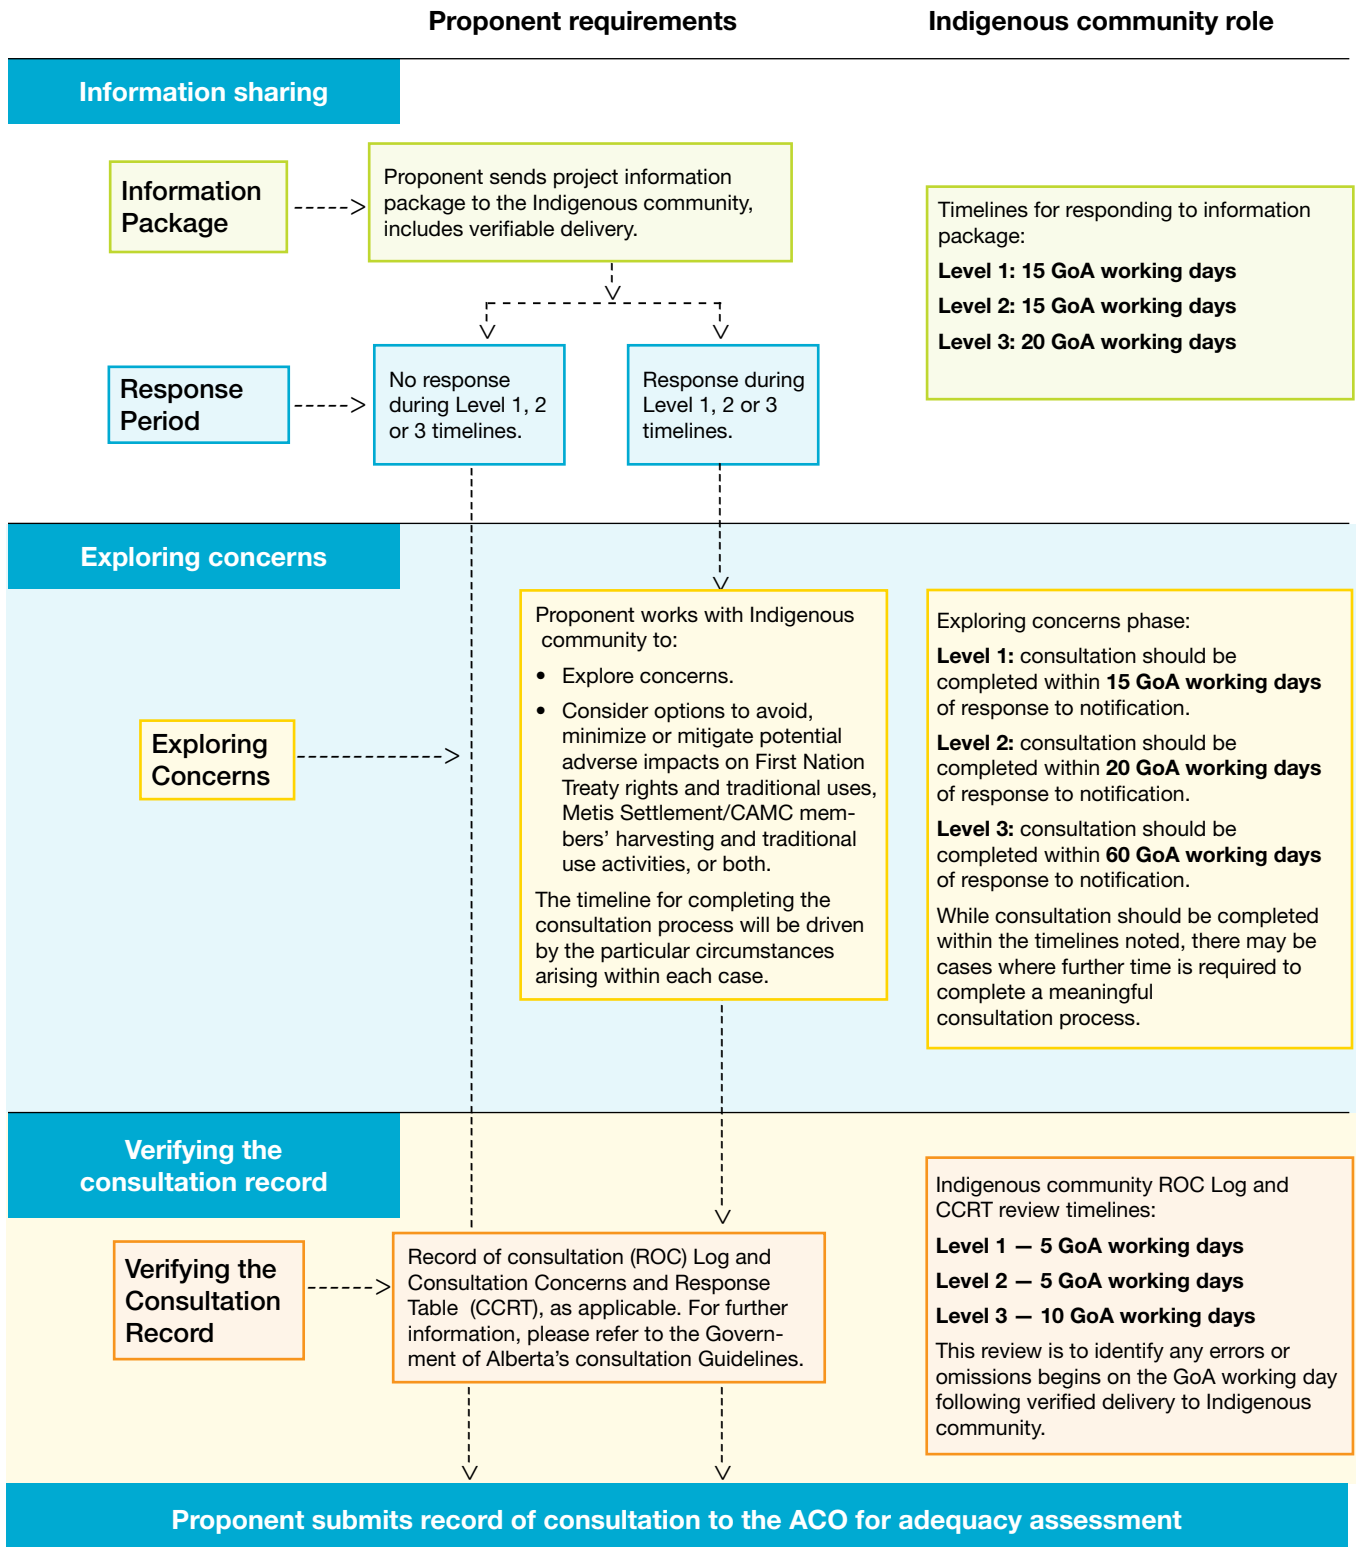 Proponent requirements
Indigenous community role
Information sharing
Information
Package
Proponent sends project information
package to the Indigenous community,
includes verifiable delivery.
Timelines for responding to information
package:
Level 1: 15 GoA working days
Level 2: 15 GoA working days
Level 3: 20 GoA working days
Response
Period
No response
during Level 1, 2
or 3 timelines.
Response during
Level 1, 2 or 3
timelines.
Exploring concerns
Exploring
Concerns
Proponent works with Indigenous
community to:
• Explore concerns.
• Consider options to avoid,
minimize or mitigate potential
adverse impacts on First Nation
Treaty rights and traditional uses,
Metis Settlement/CAMC mem-
bers' harvesting and traditional
use activities, or both.
The timeline for completing the
consultation process will be driven
by the particular circumstances
arising within each case.
Exploring concerns phase:
Level 1: consultation should be
completed within 15 GoA working days
of response to notification.
Level 2: consultation should be
completed within 20 GoA working days
of response to notification.
Level 3: consultation should be
completed within 60 GoA working days
of response to notification.
While consultation should be completed
within the timelines noted, there may be
cases where further time is required to
complete a meaningful
consultation process.
Verifying the
consultation record
Verifying the
Consultation
Record
Record of consultation (ROC) Log and
Consultation Concerns and Response
Table (CCRT), as applicable. For further
information, please refer to the Govern-
ment of Alberta's consultation Guidelines.
Indigenous community ROC Log and
CCRT review timelines:
Level 1 — 5 GoA working days
Level 2 — 5 GoA working days
Level 3 — 10 GoA working days
This review is to identify any errors or
omissions begins on the GoA working day
following verified delivery to Indigenous
community.
Proponent submits record of consultation to the ACO for adequacy assessment